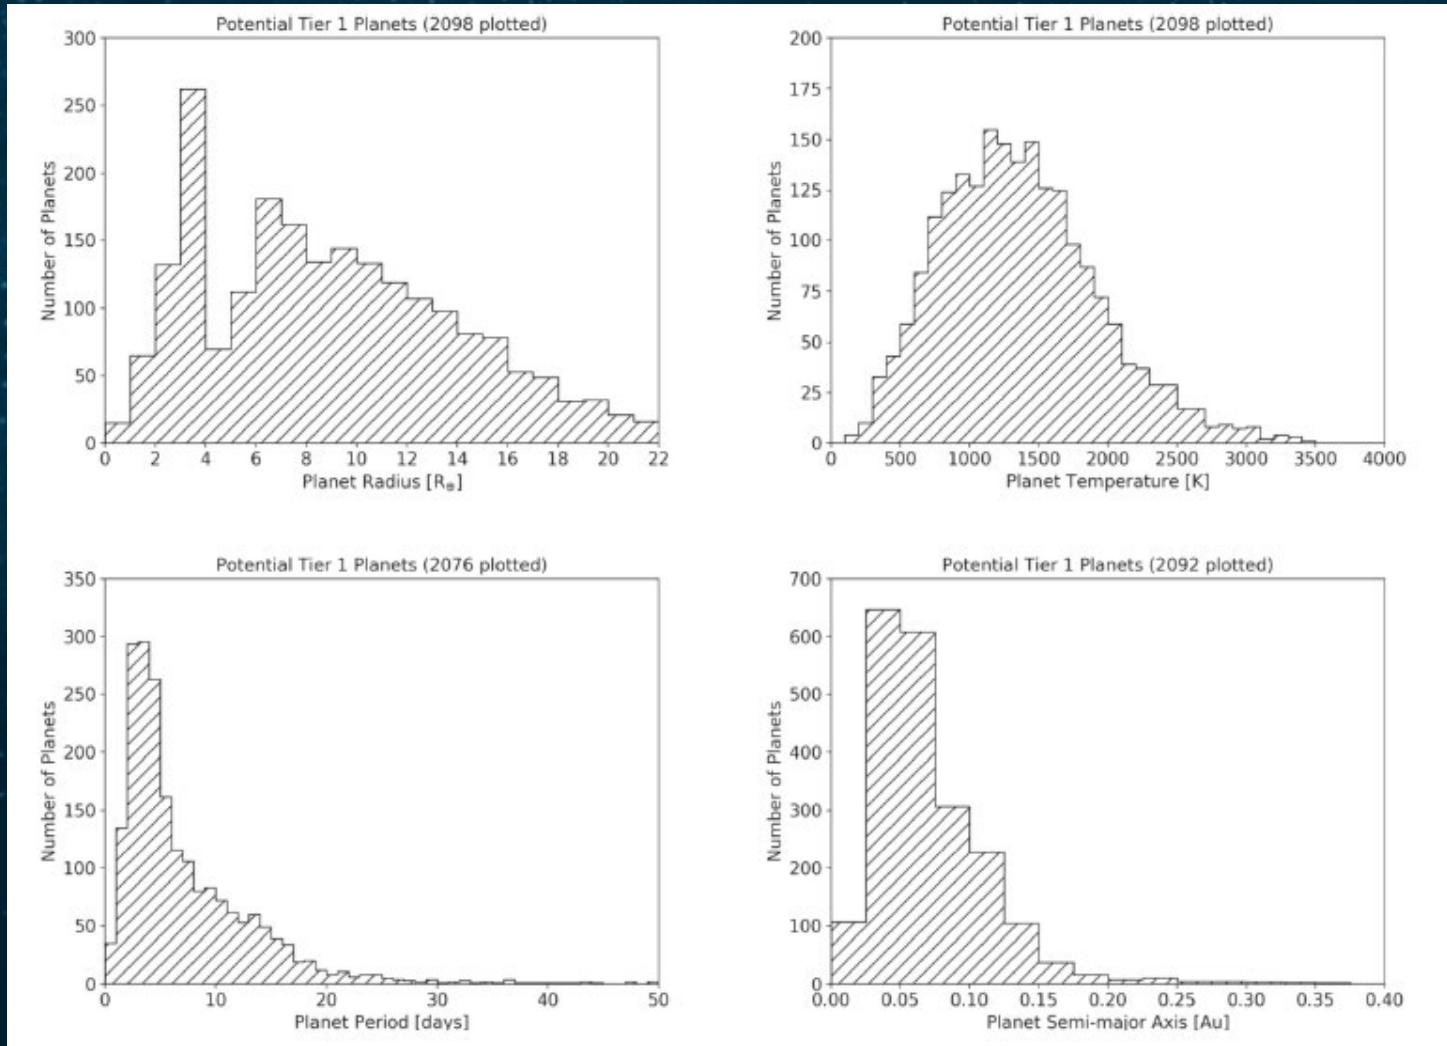 Potential Tier 1 Planets (2098 plotted)
300
250
200
150
100
50
0
Number of Planets
0 2 4 6 8 10 12 14 16 18 20 22
Planet Radius [R⊕]
Potential Tier 1 Planets (2098 plotted)
200
175
150
125
100
75
50
25
0
Number of Planets
0 500 1000 1500 2000 2500 3000 3500 4000
Planet Temperature [K]
Potential Tier 1 Planets (2076 plotted)
350
300
250
200
150
100
50
0
Number of Planets
0 10 20 30 40 50
Planet Period [days]
Potential Tier 1 Planets (2092 plotted)
700
600
500
400
300
200
100
0
Number of Planets
0.00 0.05 0.10 0.15 0.20 0.25 0.30 0.35 0.40
Planet Semi-major Axis [Au]